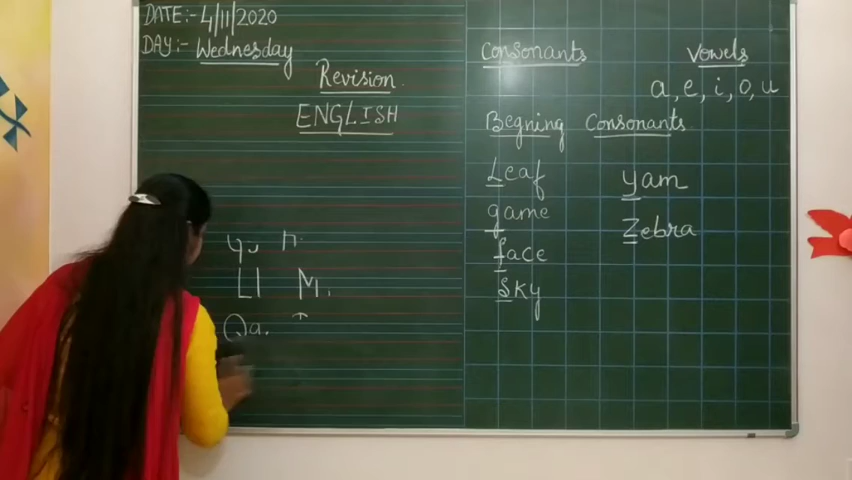 DATE:- 4/11/2020
DAY:- Wednesday
Revision
ENGLISH
Ll M
Qa.
Consonants Vowels
a, e, i, o, u
Begning Consonants
Leaf yam
game Zebra
face
Sky